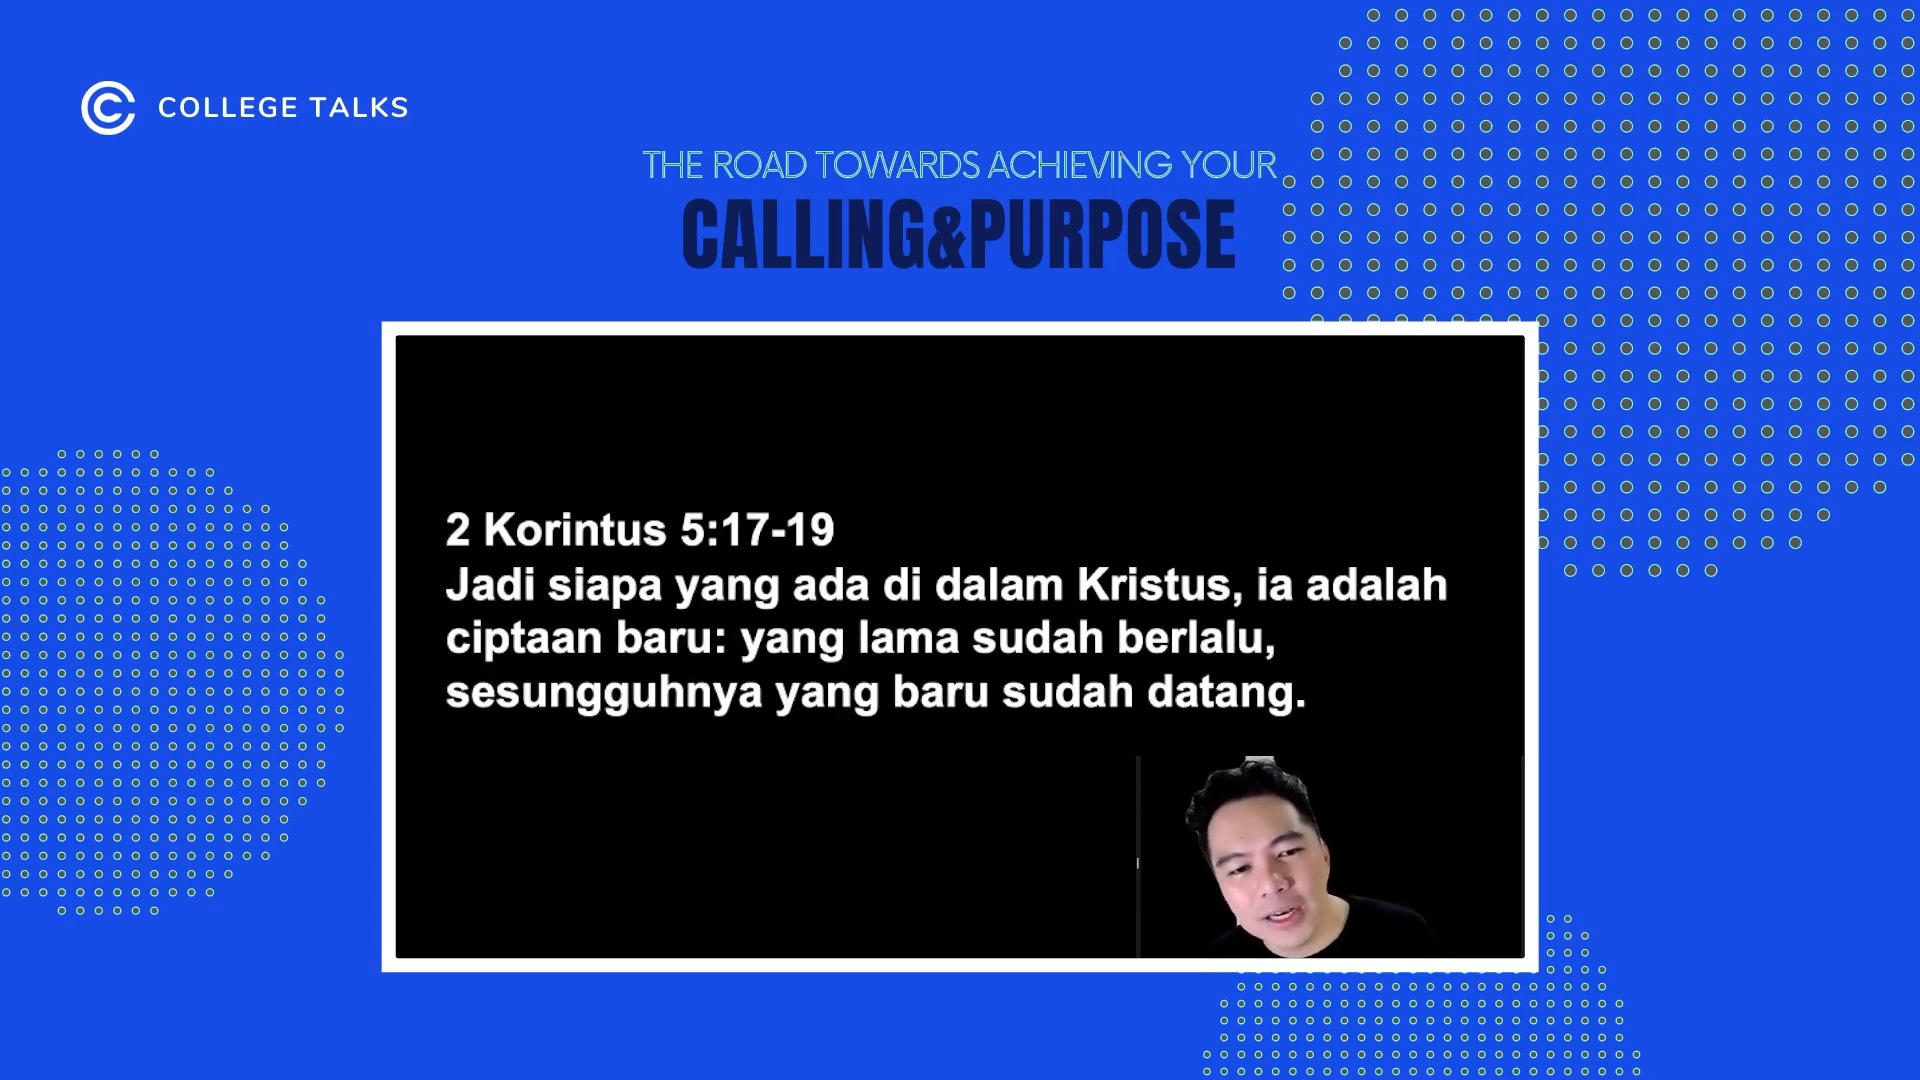 COLLEGE TALKS
THE ROAD TOWARDS ACHIEVING YOUR
CALLING&PURPOSE
2 Korintus 5:17-19
Jadi siapa yang ada di dalam Kristus, ia adalah
ciptaan baru: yang lama sudah berlalu,
sesungguhnya yang baru sudah datang.